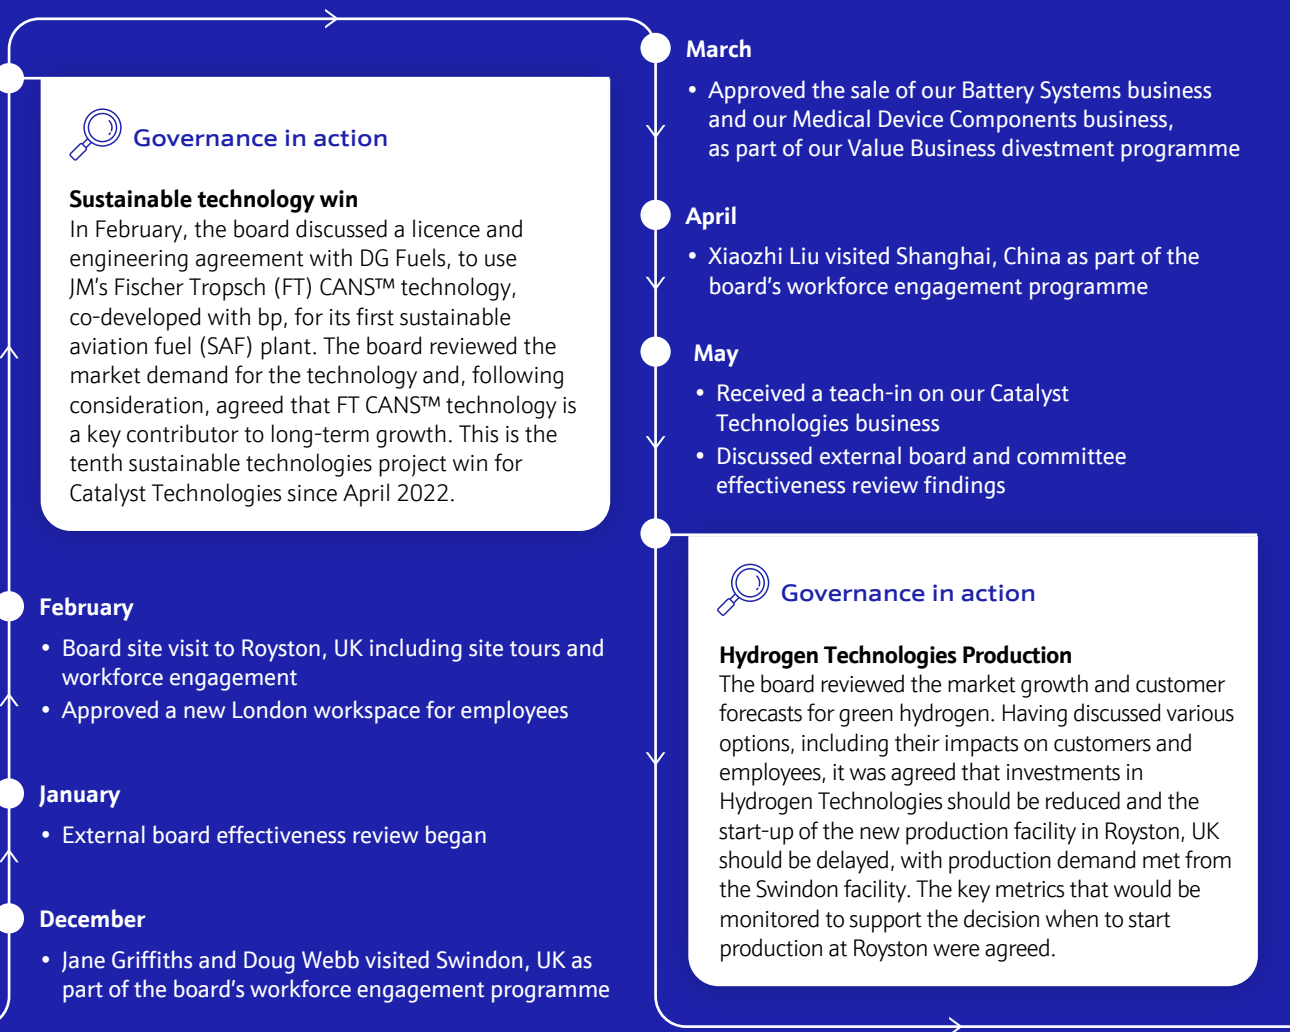 Governance in action
Sustainable technology win
In February, the board discussed a licence and
engineering agreement with DG Fuels, to use
JM's Fischer Tropsch (FT) CANS™ technology,
co-developed with bp, for its first sustainable
aviation fuel (SAF) plant. The board reviewed the
market demand for the technology and, following
consideration, agreed that FT CANS™ technology is
a key contributor to long-term growth. This is the
tenth sustainable technologies project win for
Catalyst Technologies since April 2022.
February
• Board site visit to Royston, UK including site tours and
workforce engagement
• Approved a new London workspace for employees
January
• External board effectiveness review began
December
• Jane Griffiths and Doug Webb visited Swindon, UK as
part of the board's workforce engagement programme
March
• Approved the sale of our Battery Systems business
and our Medical Device Components business,
as part of our Value Business divestment programme
April
• Xiaozhi Liu visited Shanghai, China as part of the
board's workforce engagement programme
May
• Received a teach-in on our Catalyst
Technologies business
• Discussed external board and committee
effectiveness review findings
Governance in action
Hydrogen Technologies Production
The board reviewed the market growth and customer
forecasts for green hydrogen. Having discussed various
options, including their impacts on customers and
employees, it was agreed that investments in
Hydrogen Technologies should be reduced and the
start-up of the new production facility in Royston, UK
should be delayed, with production demand met from
the Swindon facility. The key metrics that would be
monitored to support the decision when to start
production at Royston were agreed.